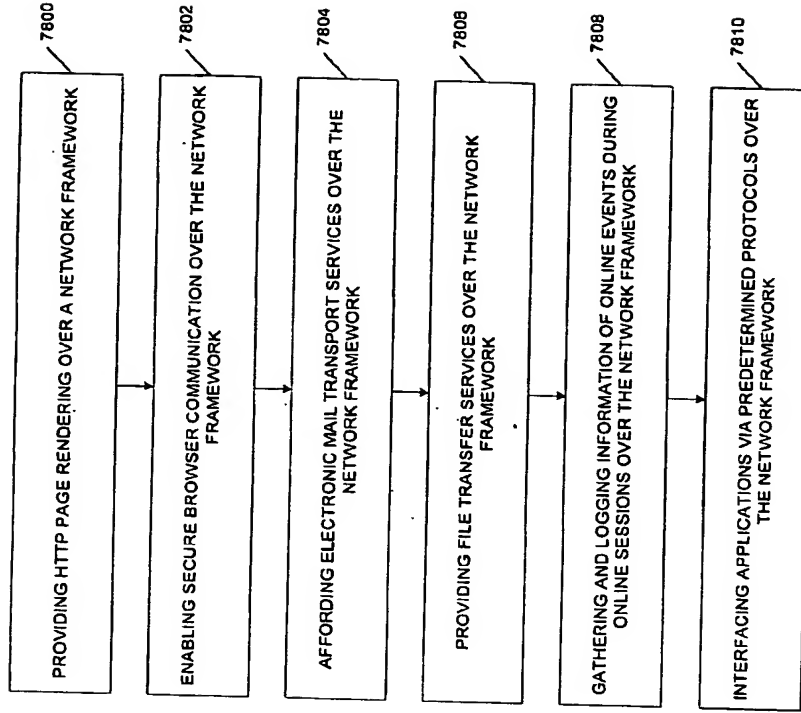 PROVIDING HTTP PAGE RENDERING OVER A NETWORK FRAMEWORK
7800
ENABLING SECURE BROWSER COMMUNICATION OVER THE NETWORK
FRAMEWORK
7802
AFFORDING ELECTRONIC MAIL TRANSPORT SERVICES OVER THE
NETWORK FRAMEWORK
7804
PROVIDING FILE TRANSFER SERVICES OVER THE NETWORK
FRAMEWORK
7808
GATHERING AND LOGGING INFORMATION OF ONLINE EVENTS DURING
ONLINE SESSIONS OVER THE NETWORK FRAMEWORK
7808
INTERFACING APPLICATIONS VIA PREDETERMINED PROTOCOLS OVER
THE NETWORK FRAMEWORK
7810